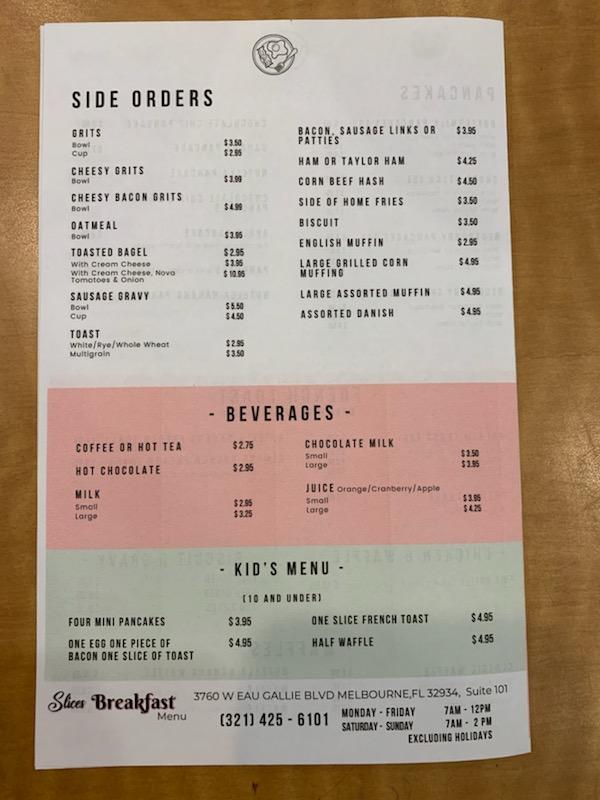 SIDE ORDERS
GRITS
Bowl $3.50
Cup $2.95
CHEESY GRITS
Bowl $3.99
CHEESY BACON GRITS
Bowl $4.99
OATMEAL
Bowl $3.95
TOASTED BAGEL $2.95
With Cream Cheese $3.95
With Cream Cheese, Nova $10.95
Tomatoes & Onion
SAUSAGE GRAVY
Bowl $5.50
Cup $4.50
TOAST
White/Rye/Whole Wheat $2.95
Multigrain $3.50
BACON, SAUSAGE LINKS OR $3.95
PATTIES
HAM OR TAYLOR HAM $4.25
CORN BEEF HASH $4.50
SIDE OF HOME FRIES $3.50
BISCUIT $3.50
ENGLISH MUFFIN $2.95
LARGE GRILLED CORN $4.95
MUFFING
LARGE ASSORTED MUFFIN $4.95
ASSORTED DANISH $4.95
- BEVERAGES -
COFFEE OR HOT TEA $2.75
HOT CHOCOLATE $2.95
MILK
Small $2.95
Large $3.25
CHOCOLATE MILK
Small $3.50
Large $3.95
JUICE Orange/Cranberry/Apple
Small $3.95
Large $4.25
- KID'S MENU -
(10 AND UNDER)
FOUR MINI PANCAKES $3.95
ONE EGG ONE PIECE OF $4.95
BACON ONE SLICE OF TOAST
ONE SLICE FRENCH TOAST $4.95
HALF WAFFLE $4.95
Slices Breakfast
Menu
3760 W EAU GALLIE BLVD MELBOURNE,FL 32934, Suite 101
(321) 425 - 6101
MONDAY - FRIDAY 7AM - 12PM
SATURDAY - SUNDAY 7AM - 2 PM
EXCLUDING HOLIDAYS